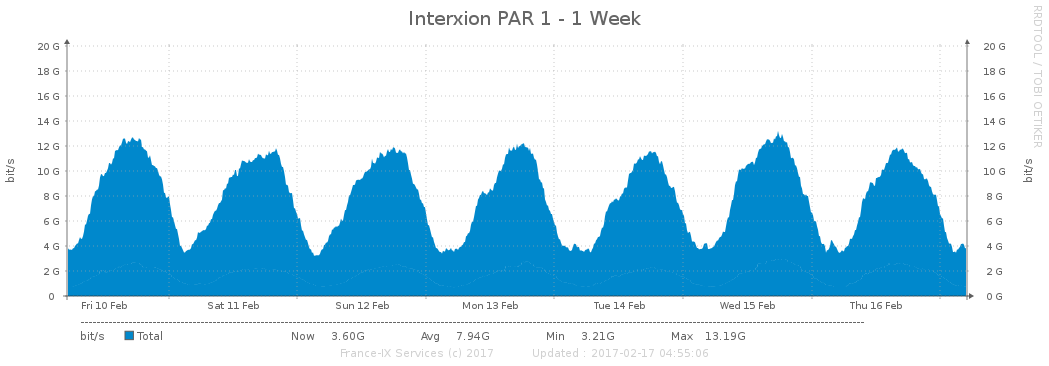 Interxion PAR 1 - 1 Week
RRDTOOL / TOBI OETIKER
20 G 20 G
18 G 18 G
16 G 16 G
14 G 14 G
12 G 12 G
10 G 10 G
8 G 8 G
6 G 6 G
4 G 4 G
2 G 2 G
0 0 G
bit/s bit/s
Fri 10 Feb Sat 11 Feb Sun 12 Feb Mon 13 Feb Tue 14 Feb Wed 15 Feb Thu 16 Feb
bit/s Total Now 3.60G Avg 7.94G Min 3.21G Max 13.19G
France-IX Services (c) 2017 Updated : 2017-02-17 04:55:06